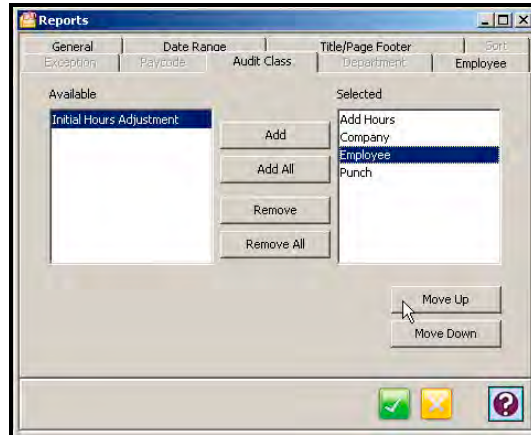 Reports
General Date Range Title/Page Footer Sort
Exception Paycode Audit Class Department Employee
Available Selected
Initial Hours Adjustment
Add Hours
Company
Employee
Punch
Add
Add All
Remove
Remove All
Move Up
Move Down
?